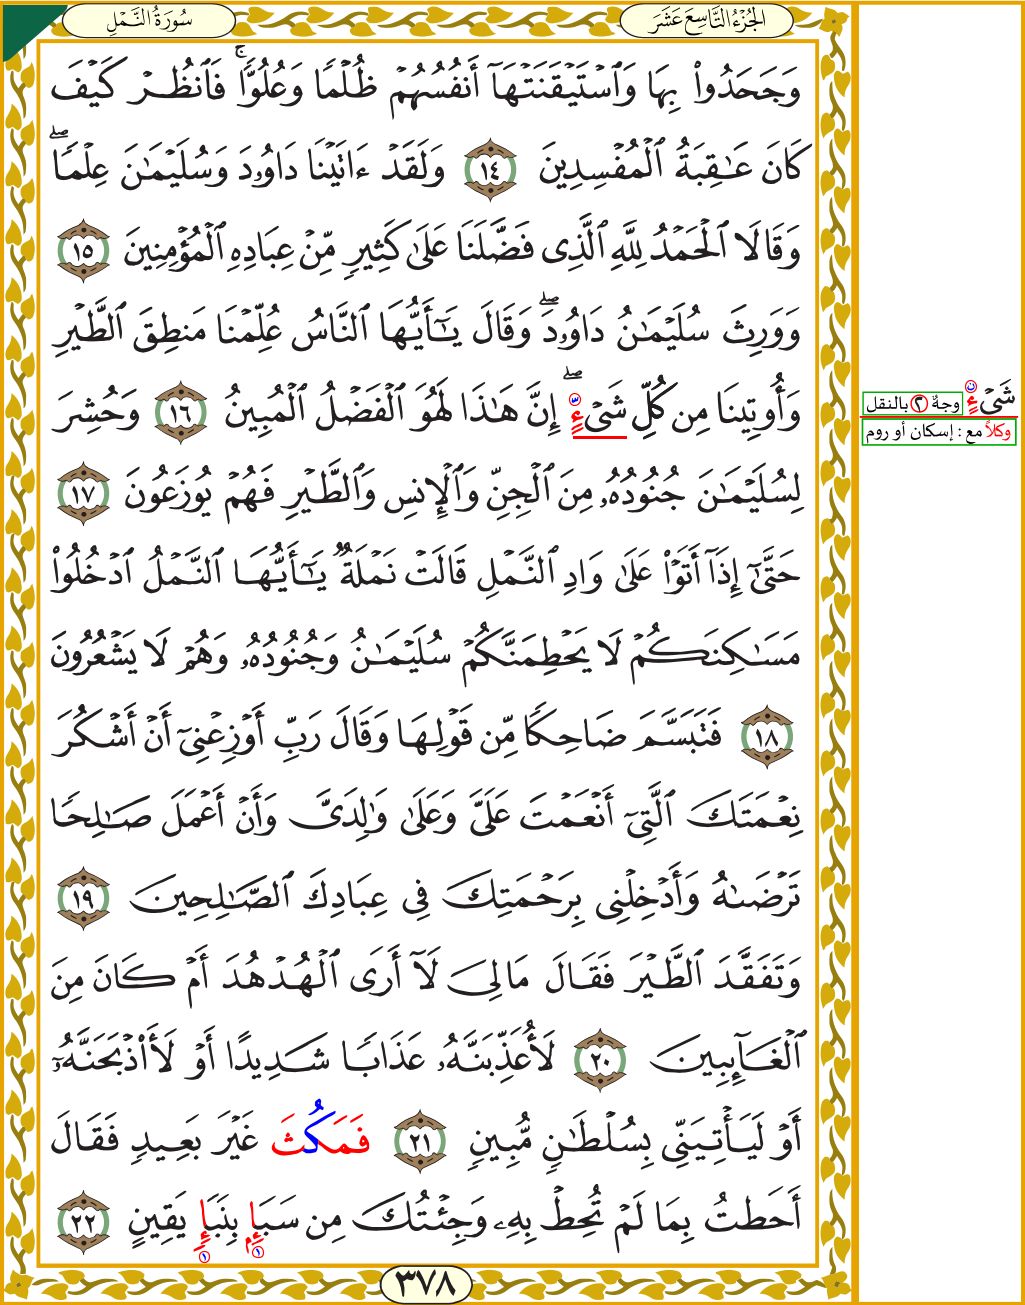 سُورَةُ النَّمْلِ
الجُزْءُ التَّاسِعَ عَشَرَ
وَجَحَدُوا۟ بِهَا وَٱسْتَيْقَنَتْهَآ أَنفُسُهُمْ ظُلْمًا وَعُلُوًّا ۚ فَٱنظُرْ كَيْفَ
كَانَ عَـٰقِبَةُ ٱلْمُفْسِدِينَ ١٤ وَلَقَدْ ءَاتَيْنَا دَاوُۥدَ وَسُلَيْمَـٰنَ عِلْمًا ۖ
وَقَالَا ٱلْحَمْدُ لِلَّهِ ٱلَّذِى فَضَّلَنَا عَلَىٰ كَثِيرٍ مِّنْ عِبَادِهِ ٱلْمُؤْمِنِينَ ١٥
وَوَرِثَ سُلَيْمَـٰنُ دَاوُۥدَ ۖ وَقَالَ يَـٰٓأَيُّهَا ٱلنَّاسُ عُلِّمْنَا مَنطِقَ ٱلطَّيْرِ
وَأُوتِينَا مِن كُلِّ شَىْءٍ ۖ إِنَّ هَـٰذَا لَهُوَ ٱلْفَضْلُ ٱلْمُبِينُ ١٦ وَحُشِرَ
لِسُلَيْمَـٰنَ جُنُودُهُۥ مِنَ ٱلْجِنِّ وَٱلْإِنسِ وَٱلطَّيْرِ فَهُمْ يُوزَعُونَ ١٧
حَتَّىٰٓ إِذَآ أَتَوْا۟ عَلَىٰ وَادِ ٱلنَّمْلِ قَالَتْ نَمْلَةٌ يَـٰٓأَيُّهَا ٱلنَّمْلُ ٱدْخُلُوا۟
مَسَـٰكِنَكُمْ لَا يَحْطِمَنَّكُمْ سُلَيْمَـٰنُ وَجُنُودُهُۥ وَهُمْ لَا يَشْعُرُونَ
١٨ فَتَبَسَّمَ ضَاحِكًا مِّن قَوْلِهَا وَقَالَ رَبِّ أَوْزِعْنِىٓ أَنْ أَشْكُرَ
نِعْمَتَكَ ٱلَّتِىٓ أَنْعَمْتَ عَلَىَّ وَعَلَىٰ وَٰلِدَىَّ وَأَنْ أَعْمَلَ صَـٰلِحًا
تَرْضَىٰهُ وَأَدْخِلْنِى بِرَحْمَتِكَ فِى عِبَادِكَ ٱلصَّـٰلِحِينَ ١٩
وَتَفَقَّدَ ٱلطَّيْرَ فَقَالَ مَالِىَ لَآ أَرَى ٱلْهُدْهُدَ أَمْ كَانَ مِنَ
ٱلْغَآئِبِينَ ٢٠ لَأُعَذِّبَنَّهُۥ عَذَابًا شَدِيدًا أَوْ لَأَا۟ذْبَحَنَّهُۥٓ
أَوْ لَيَأْتِيَنِّى بِسُلْطَـٰنٍ مُّبِينٍ ٢١ فَمَكُثَ غَيْرَ بَعِيدٍ فَقَالَ
أَحَطتُ بِمَا لَمْ تُحِطْ بِهِۦ وَجِئْتُكَ مِن سَبَإٍ بِنَبَإٍ يَقِينٍ ٢٢
٣٧٨
شَىْءٍ وجهٌ ٢ بالنقل
وكلاً مع : إسكان أو روم